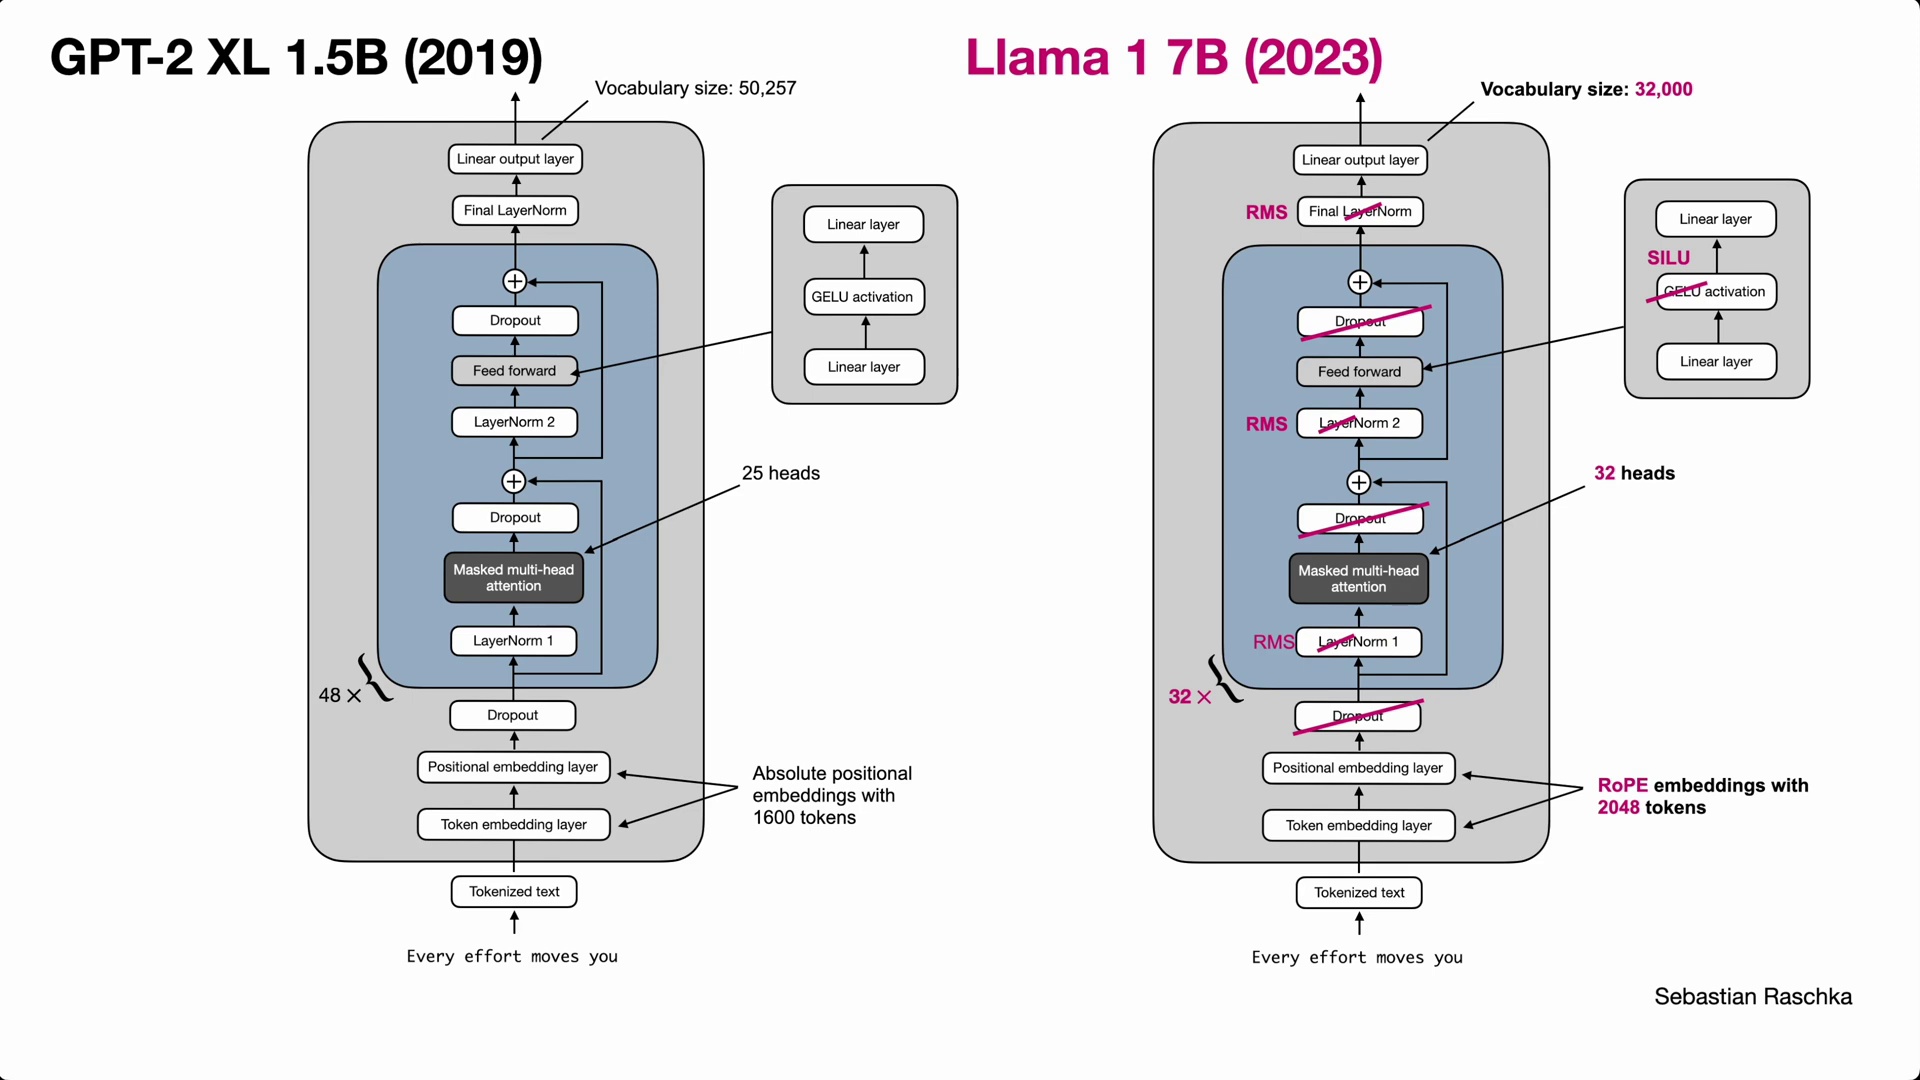 GPT-2 XL 1.5B (2019)
Vocabulary size: 50,257
Linear output layer
Final LayerNorm
Dropout
Feed forward
LayerNorm 2
Dropout
Masked multi-head
attention
LayerNorm 1
48 ×
Dropout
Positional embedding layer
Token embedding layer
Tokenized text
Every effort moves you
Linear layer
GELU activation
Linear layer
25 heads
Absolute positional
embeddings with
1600 tokens
Llama 1 7B (2023)
Vocabulary size: 32,000
Linear output layer
RMS Final LayerNorm
Dropout
Feed forward
RMS LayerNorm 2
Dropout
Masked multi-head
attention
RMS LayerNorm 1
32 ×
Dropout
Positional embedding layer
Token embedding layer
Tokenized text
Every effort moves you
Linear layer
SILU
GELU activation
Linear layer
32 heads
RoPE embeddings with
2048 tokens
Sebastian Raschka